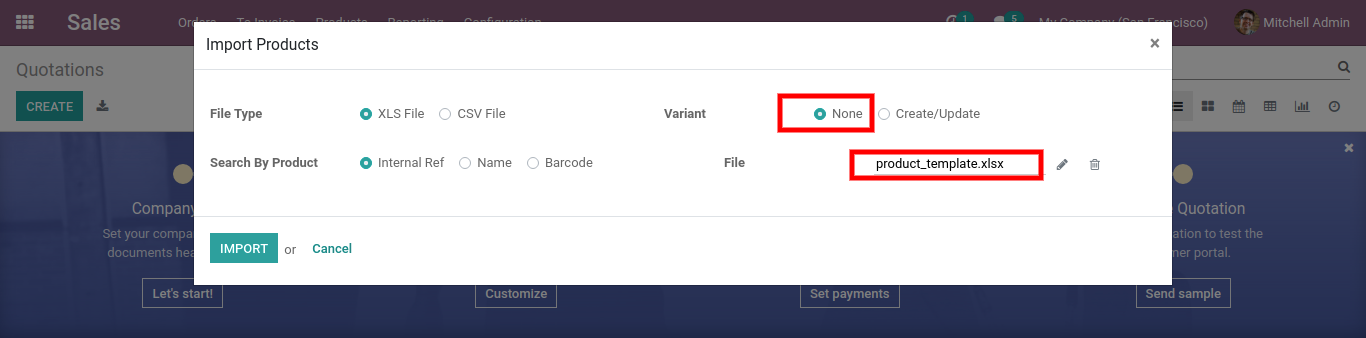 Sales Orders To Invoice Products Reporting Configuration 1 5 My Company (San Francisco) Mitchell Admin
Import Products ×
Quotations
File Type XLS File CSV File Variant None Create/Update
CREATE
Search By Product Internal Ref Name Barcode File product_template.xlsx
Company Quotation
Set your compa ation to test the
documents hea ner portal.
IMPORT or Cancel
Let's start! Customize Set payments Send sample